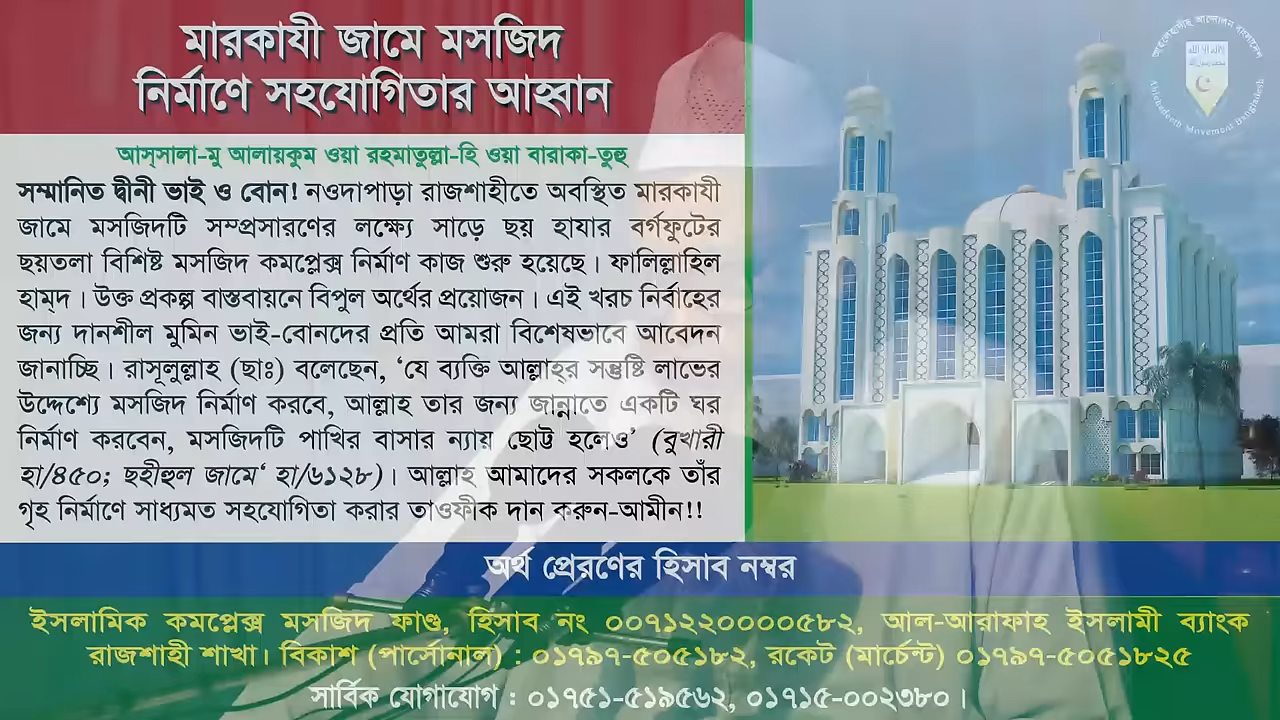 মারকাযী জামে মসজিদ
নির্মাণে সহযোগিতার আহ্বান
আস্সালা-মু আলায়কুম ওয়া রহমাতুল্লা-হি ওয়া বারাকা-তুহু
সম্মানিত দ্বীনী ভাই ও বোন! নওদাপাড়া রাজশাহীতে অবস্থিত মারকাযী
জামে মসজিদটি সম্প্রসারণের লক্ষ্যে সাড়ে ছয় হাযার বর্গফুটের
ছয়তলা বিশিষ্ট মসজিদ কমপ্লেক্স নির্মাণ কাজ শুরু হয়েছে। ফালিল্লাহিল
হাম্দ। উক্ত প্রকল্প বাস্তবায়নে বিপুল অর্থের প্রয়োজন। এই খরচ নির্বাহের
জন্য দানশীল মুমিন ভাই-বোনদের প্রতি আমরা বিশেষভাবে আবেদন
জানাচ্ছি। রাসূলুল্লাহ (ছাঃ) বলেছেন, ‘যে ব্যক্তি আল্লাহ্‌র সন্তুষ্টি লাভের
উদ্দেশ্যে মসজিদ নির্মাণ করবে, আল্লাহ তার জন্য জান্নাতে একটি ঘর
নির্মাণ করবেন, মসজিদটি পাখির বাসার ন্যায় ছোট্ট হলেও’ (বুখারী
হা/৪৫০; ছহীহুল জামে‘ হা/৬১২৮)। আল্লাহ আমাদের সকলকে তাঁর
গৃহ নির্মাণে সাধ্যমত সহযোগিতা করার তাওফীক দান করুন-আমীন!!
অর্থ প্রেরণের হিসাব নম্বর
ইসলামিক কমপ্লেক্স মসজিদ ফাণ্ড, হিসাব নং ০০৭১২২০০০০৫৮২, আল-আরাফাহ ইসলামী ব্যাংক
রাজশাহী শাখা। বিকাশ (পার্সোনাল) : ০১৭৯৭-৫০৫১৮২, রকেট (মার্চেন্ট) ০১৭৯৭-৫০৫১৮২৫
সার্বিক যোগাযোগ : ০১৭৫১-৫১৯৫৬২, ০১৭১৫-০০২৩৮০।
আহলেহাদীছ আন্দোলন বাংলাদেশ
Ahlehadeeth Movement Bangladesh